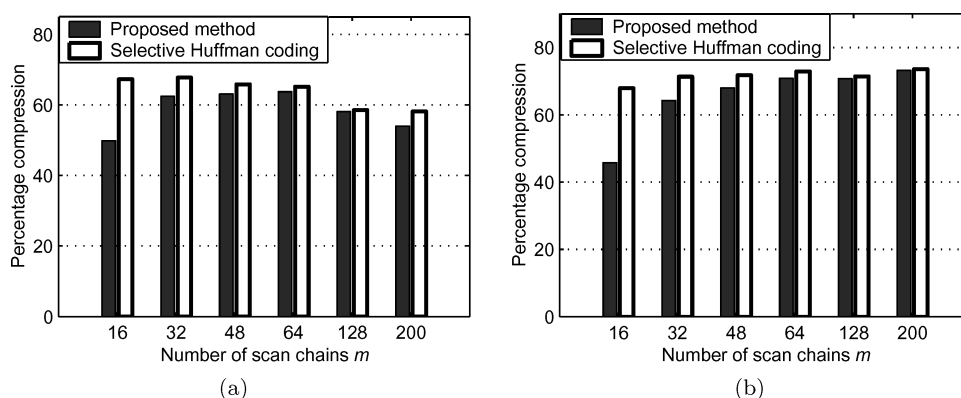 Proposed method
Selective Huffman coding
Percentage compression
80
60
40
20
0
16 32 48 64 128 200
Number of scan chains m
(a)
Proposed method
Selective Huffman coding
Percentage compression
80
60
40
20
0
16 32 48 64 128 200
Number of scan chains m
(b)